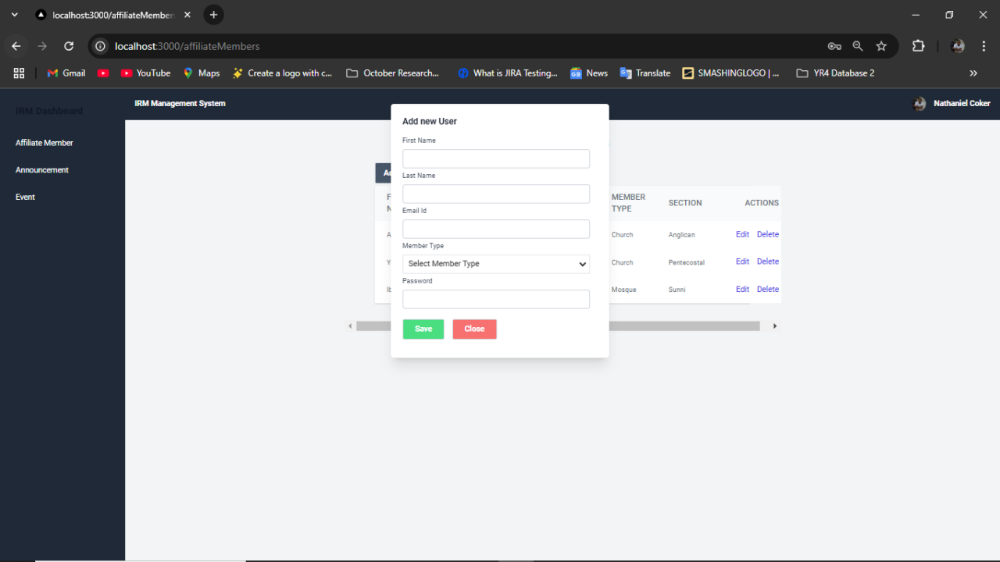 localhost:3000/affiliateMember
localhost:3000/affiliateMembers
Gmail
YouTube
Maps
Create a logo with c...
October Research...
What is JIRA Testing...
News
Translate
SMASHINGLOGO | ...
YR4 Database 2
IRM Dashboard
Affiliate Member
Announcement
Event
IRM Management System
Nathaniel Coker
Add new User
First Name
Last Name
Email Id
Member Type
Select Member Type
Password
Save
Close
MEMBER TYPE
SECTION
ACTIONS
Church
Anglican
Edit
Delete
Church
Pentecostal
Edit
Delete
Mosque
Sunni
Edit
Delete